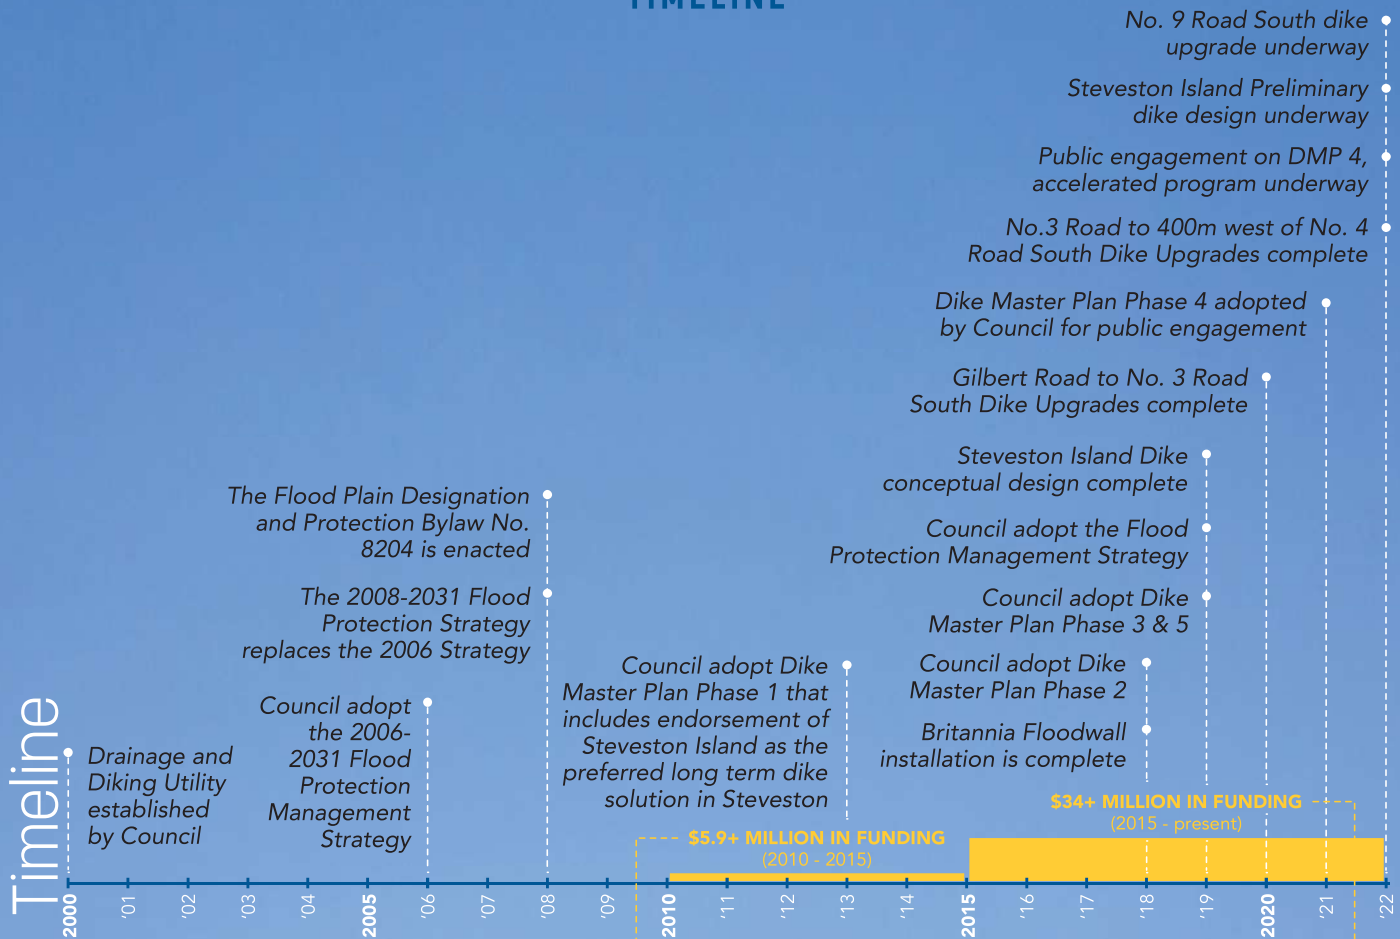 TIMELINE
No. 9 Road South dike
upgrade underway
Steveston Island Preliminary
dike design underway
Public engagement on DMP 4,
accelerated program underway
No.3 Road to 400m west of No. 4
Road South Dike Upgrades complete
Dike Master Plan Phase 4 adopted
by Council for public engagement
Gilbert Road to No. 3 Road
South Dike Upgrades complete
Steveston Island Dike
conceptual design complete
Council adopt the Flood
Protection Management Strategy
Council adopt Dike
Master Plan Phase 3 & 5
Council adopt Dike
Master Plan Phase 2
Britannia Floodwall
installation is complete
The Flood Plain Designation
and Protection Bylaw No.
8204 is enacted
The 2008-2031 Flood
Protection Strategy
replaces the 2006 Strategy
Council adopt Dike
Master Plan Phase 1 that
includes endorsement of
Steveston Island as the
preferred long term dike
solution in Steveston
Council adopt
the 2006-
2031 Flood
Protection
Management
Strategy
Drainage and
Diking Utility
established
by Council
Timeline
$34+ MILLION IN FUNDING
(2015 - present)
$5.9+ MILLION IN FUNDING
(2010 - 2015)
2000
'01
'02
'03
'04
2005
'06
'07
'08
'09
2010
'11
'12
'13
'14
2015
'16
'17
'18
'19
2020
'21
'22